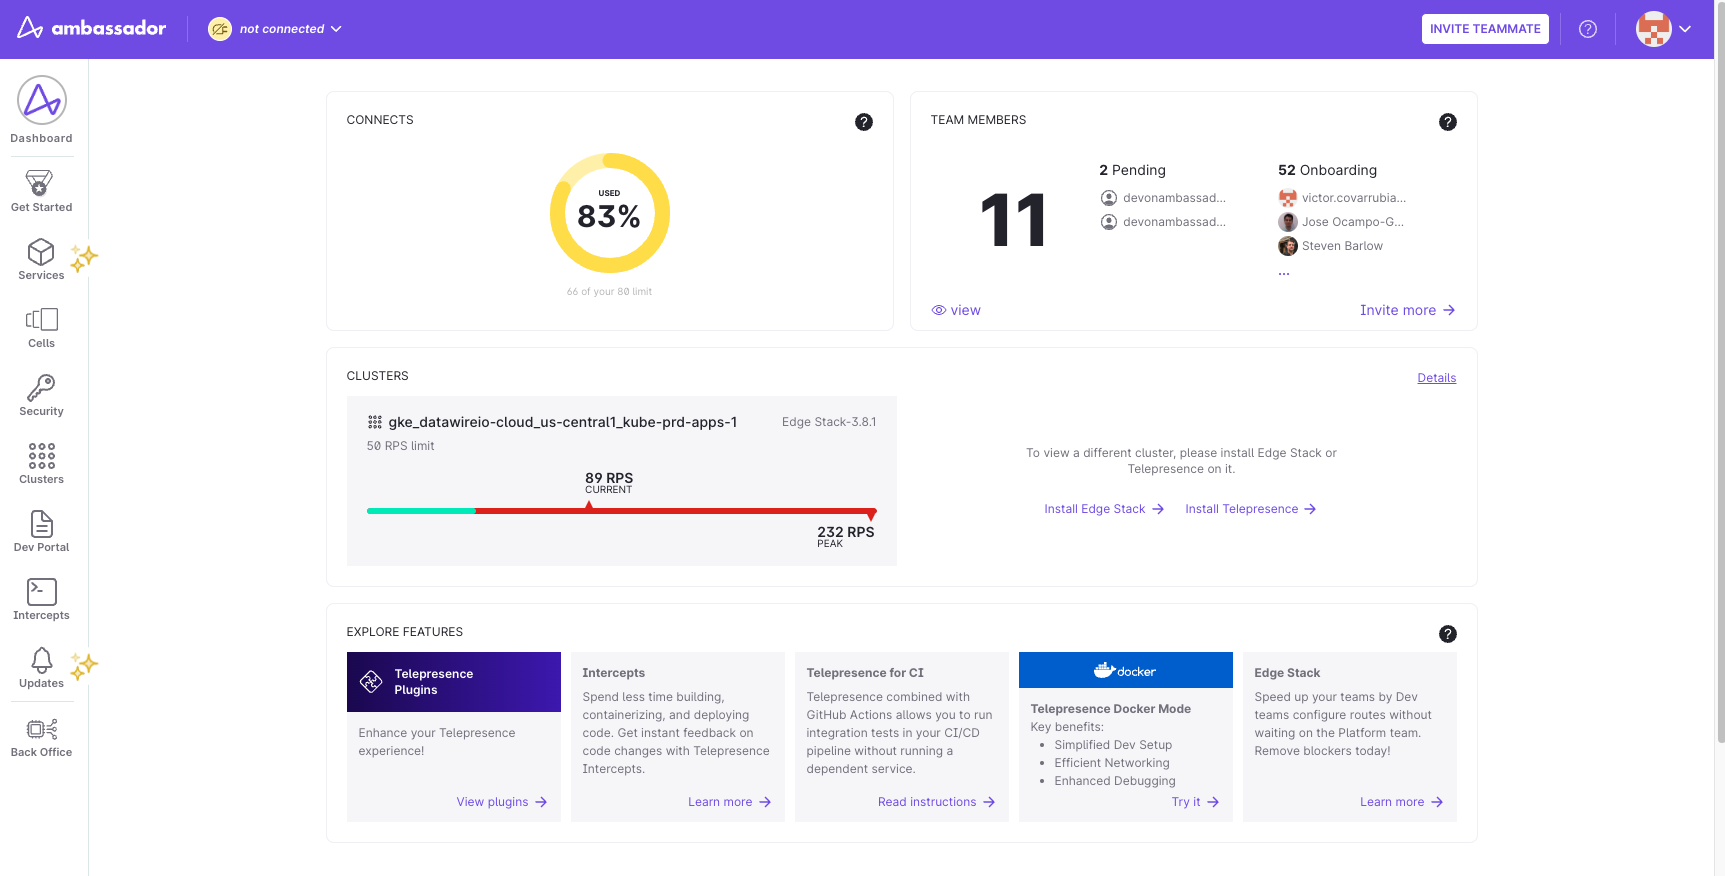 ambassador
not connected
INVITE TEAMMATE
Dashboard
Get Started
Services
Cells
Security
Clusters
Dev Portal
Intercepts
Updates
Back Office
CONNECTS
USED
83%
66 of your 80 limit
TEAM MEMBERS
11
2 Pending
devonambassad...
devonambassad...
52 Onboarding
victor.covarrubia...
Jose Ocampo-G...
Steven Barlow
...
view
Invite more
CLUSTERS
Details
gke_datawireio-cloud_us-central1_kube-prd-apps-1
Edge Stack-3.8.1
50 RPS limit
89 RPS
CURRENT
232 RPS
PEAK
To view a different cluster, please install Edge Stack or
Telepresence on it.
Install Edge Stack
Install Telepresence
EXPLORE FEATURES
Telepresence
Plugins
Enhance your Telepresence
experience!
View plugins
Intercepts
Spend less time building,
containerizing, and deploying
code. Get instant feedback on
code changes with Telepresence
Intercepts.
Learn more
Telepresence for CI
Telepresence combined with
GitHub Actions allows you to run
integration tests in your CI/CD
pipeline without running a
dependent service.
Read instructions
docker
Telepresence Docker Mode
Key benefits:
• Simplified Dev Setup
• Efficient Networking
• Enhanced Debugging
Try it
Edge Stack
Speed up your teams by Dev
teams configure routes without
waiting on the Platform team.
Remove blockers today!
Learn more